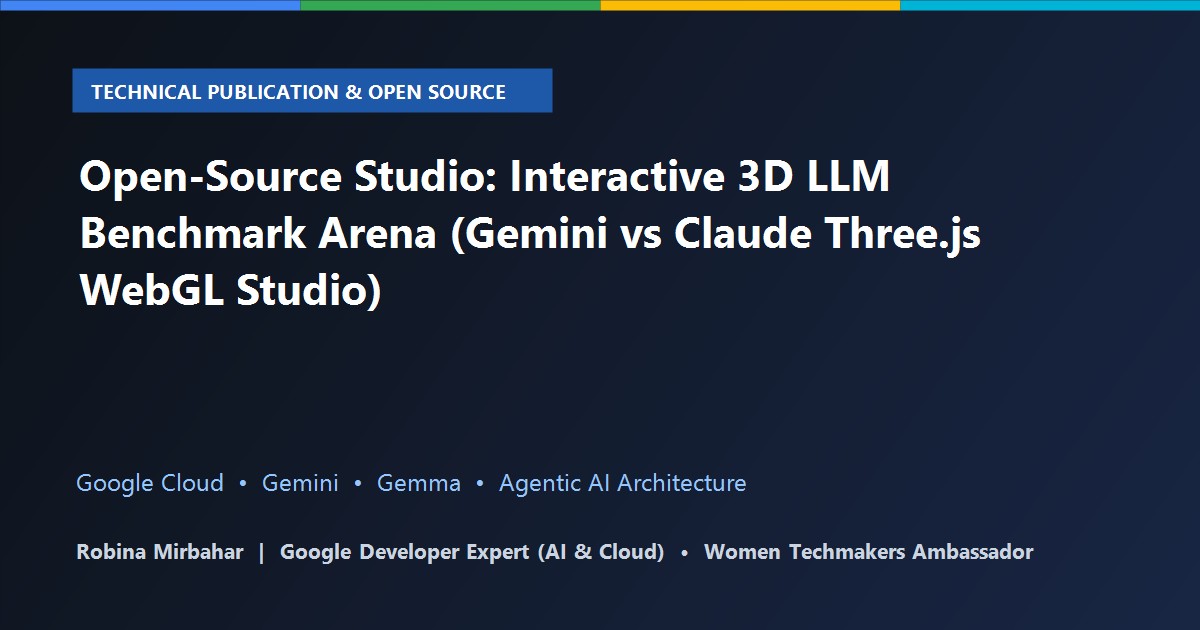 TECHNICAL PUBLICATION & OPEN SOURCE
Open-Source Studio: Interactive 3D LLM
Benchmark Arena (Gemini vs Claude Three.js
WebGL Studio)
Google Cloud • Gemini • Gemma • Agentic AI Architecture
Robina Mirbahar | Google Developer Expert (AI & Cloud) • Women Techmakers Ambassador